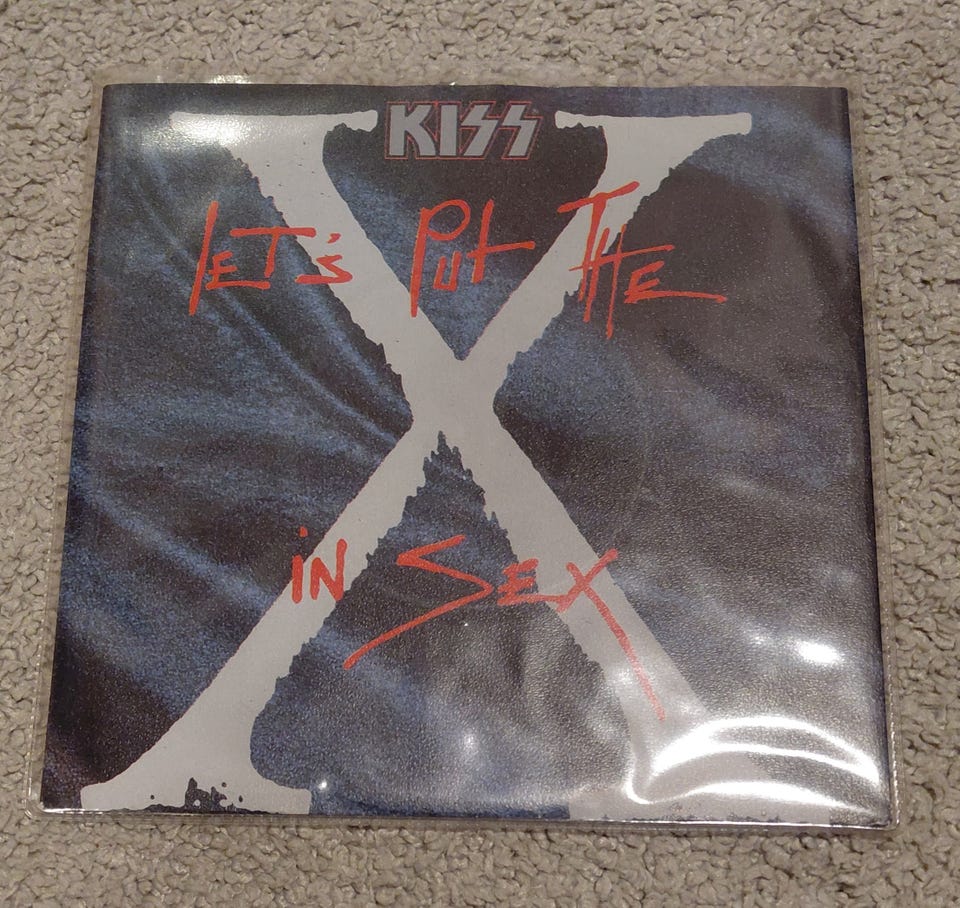 KISS
LET'S PUT THE
X
IN SEX